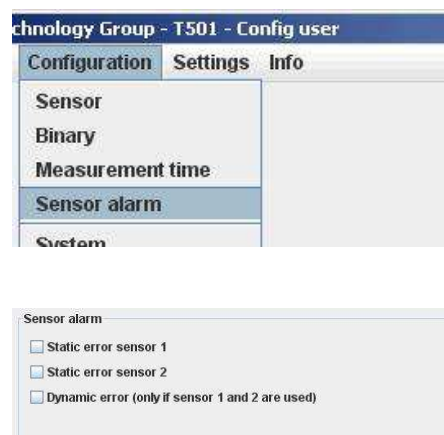 chnology Group - T501 - Config user
Configuration Settings Info
Sensor
Binary
Measurement time
Sensor alarm
System
Sensor alarm
Static error sensor 1
Static error sensor 2
Dynamic error (only if sensor 1 and 2 are used)